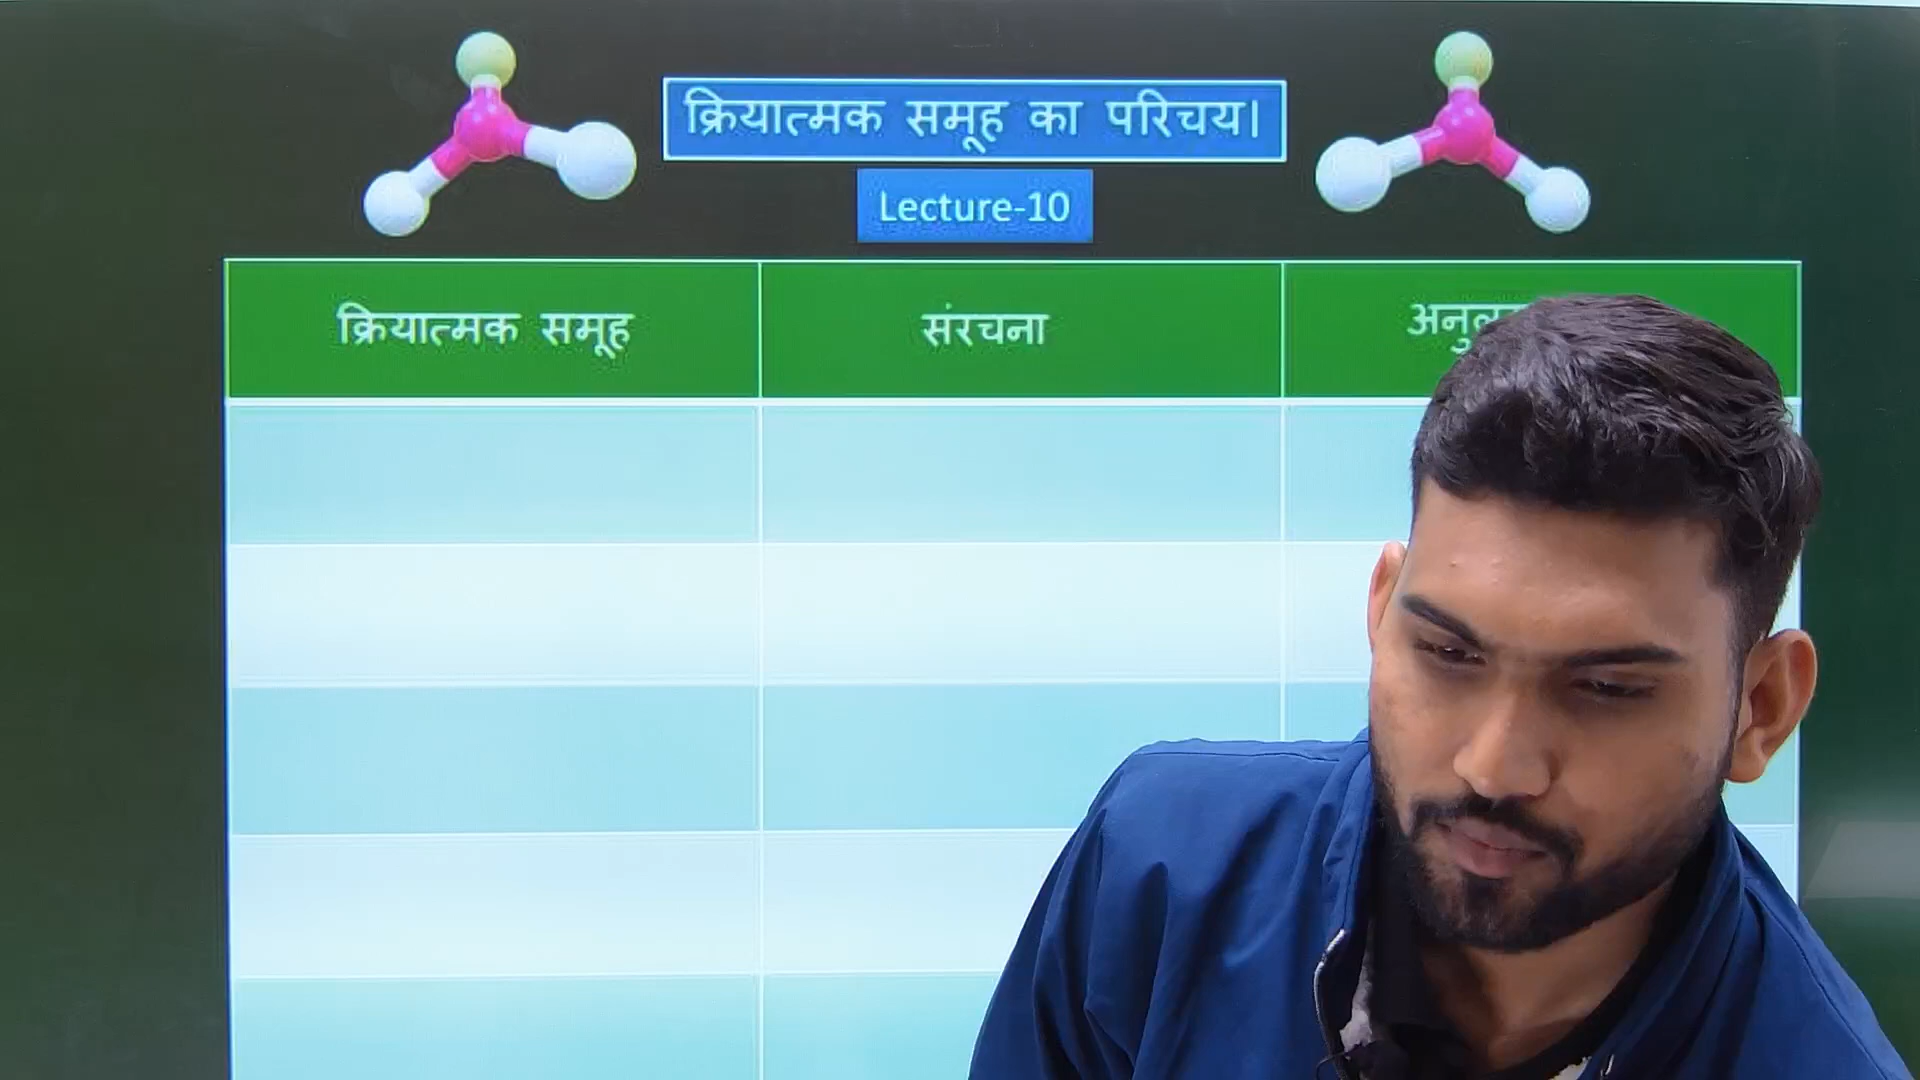 क्रियात्मक समूह का परिचय।
Lecture-10
क्रियात्मक समूह संरचना